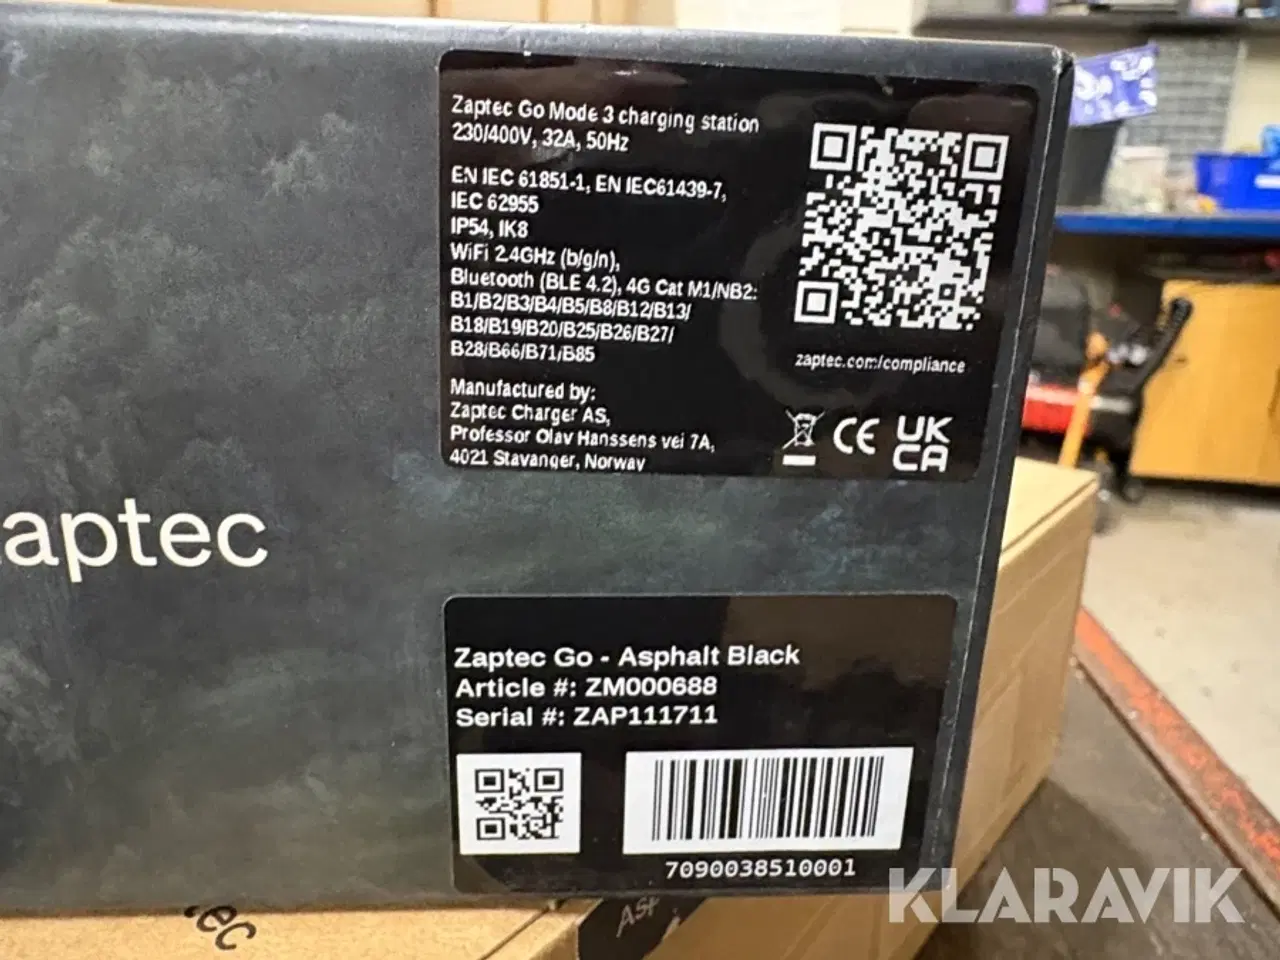 Zaptec Go Mode 3 charging station
230/400V, 32A, 50Hz
EN IEC 61851-1, EN IEC61439-7,
IEC 62955
IP54, IK8
WiFi 2.4GHz (b/g/n),
Bluetooth (BLE 4.2), 4G Cat M1/NB2:
B1/B2/B3/B4/B5/B8/B12/B13/
B18/B19/B20/B25/B26/B27/
B28/B66/B71/B85
Manufactured by:
Zaptec Charger AS,
Professor Olav Hanssens vei 7A,
4021 Stavanger, Norway
zaptec.com/compliance
CE
UK
CA
aptec
Zaptec Go - Asphalt Black
Article #: ZM000688
Serial #: ZAP111711
7090038510001
KLARAVIK